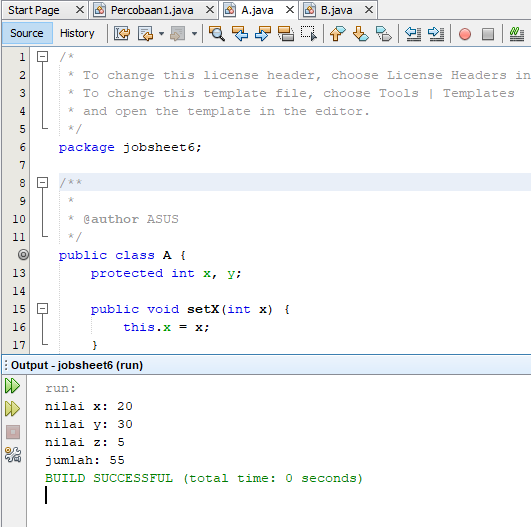 Start Page Percobaan1.java A.java B.java
Source History
1 /*
2 * To change this license header, choose License Headers in
3 * To change this template file, choose Tools | Templates
4 * and open the template in the editor.
5 */
6 package jobsheet6;
7
8 /**
9 *
10 * @author ASUS
11 */
public class A {
13 protected int x, y;
14
15 public void setX(int x) {
16 this.x = x;
17 }
Output - jobsheet6 (run)
run:
nilai x: 20
nilai y: 30
nilai z: 5
jumlah: 55
BUILD SUCCESSFUL (total time: 0 seconds)